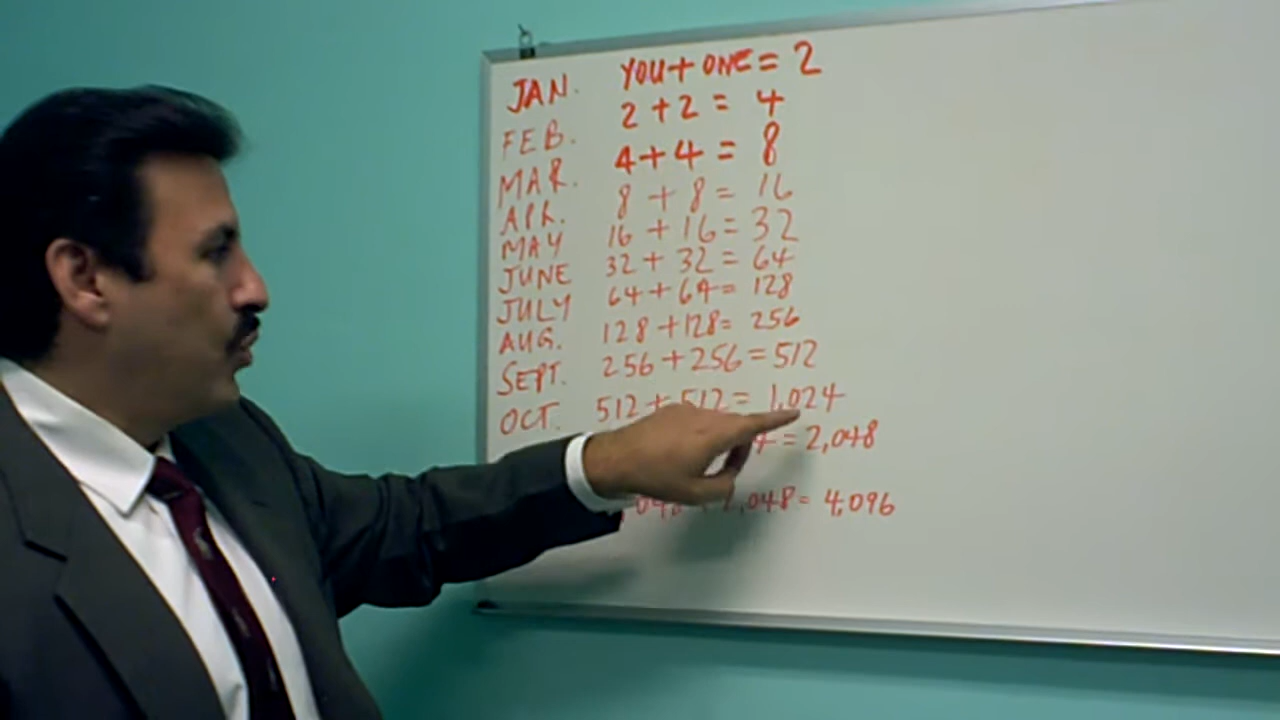 JAN. YOU + ONE = 2
FEB. 2 + 2 = 4
MAR. 4 + 4 = 8
APR. 8 + 8 = 16
MAY 16 + 16 = 32
JUNE 32 + 32 = 64
JULY 64 + 64 = 128
AUG. 128 + 128 = 256
SEPT. 256 + 256 = 512
OCT. 512 + 512 = 1,024
= 2,048
= 4,096